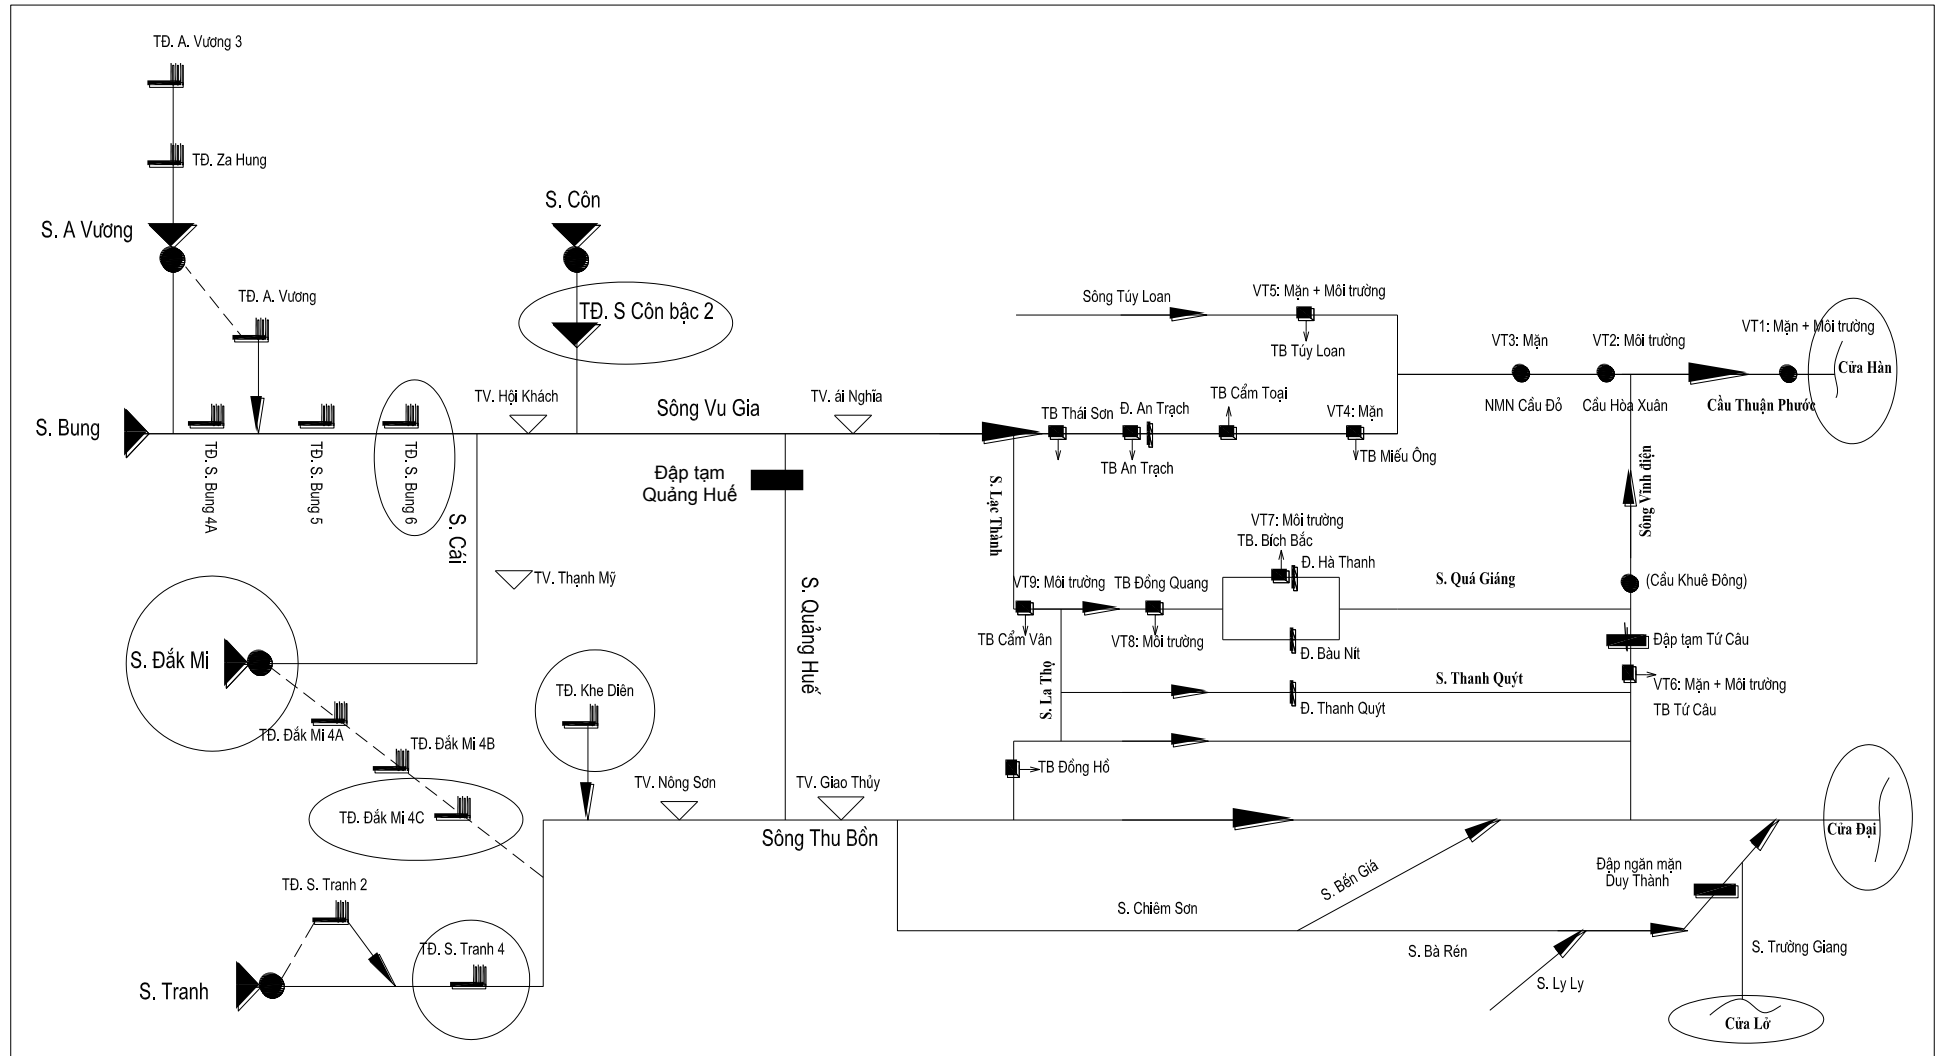 TĐ. A. Vương 3
TĐ. Za Hung
S. A Vương
S. Côn
TĐ. A. Vương
TĐ. S Côn bậc 2
Sông Túy Loan
VT5: Mặn + Môi trường
TB Túy Loan
VT3: Mặn
VT2: Môi trường
VT1: Mặn + Môi trường
Cửa Hàn
NMN Cầu Đỏ
Cầu Hòa Xuân
Cầu Thuận Phước
S. Bung
TV. Hội Khách
Sông Vu Gia
TV. ái Nghĩa
TB Thái Sơn
Đ. An Trạch
TB Cẩm Toại
VT4: Mặn
TB An Trạch
TB Miếu Ông
TĐ. S. Bung 4A
TĐ. S. Bung 5
TĐ. S. Bung 6
Đập tạm
Quảng Huế
S. Cái
S. Lạc Thành
Sông Vĩnh điện
TV. Thạnh Mỹ
S. Quảng Huế
VT7: Môi trường
TB. Bích Bắc
Đ. Hà Thanh
VT9: Môi trường
TB Đồng Quang
S. Quá Giáng
(Cầu Khuê Đông)
TB Cẩm Vân
VT8: Môi trường
Đ. Bàu Nít
Đập tạm Tứ Câu
S. Đắk Mi
TĐ. Khe Diên
S. La Thọ
S. Thanh Quýt
Đ. Thanh Quýt
VT6: Mặn + Môi trường
TB Tứ Câu
TĐ. Đắk Mi 4A
TĐ. Đắk Mi 4B
TĐ. Đắk Mi 4C
TV. Nông Sơn
TV. Giao Thủy
TB Đồng Hồ
Sông Thu Bồn
Cửa Đại
TĐ. S. Tranh 2
S. Bến Giá
Đập ngăn mặn
Duy Thành
S. Chiêm Sơn
TĐ. S. Tranh 4
S. Tranh
S. Bà Rén
S. Trường Giang
S. Ly Ly
Cửa Lở